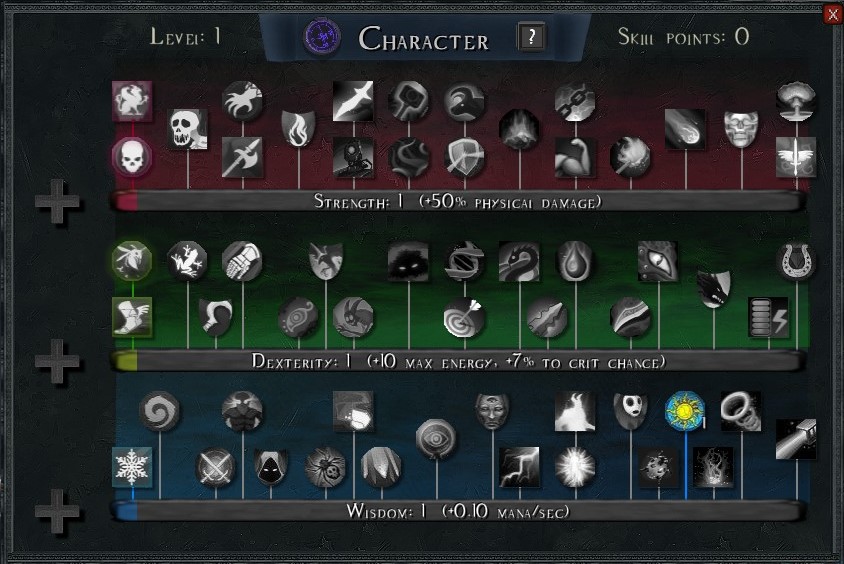 Level: 1
Character
?
Skill points: 0
Strength: 1 (+50% physical damage)
Dexterity: 1 (+10 max energy, +7% to crit chance)
Wisdom: 1 (+0.10 mana/sec)